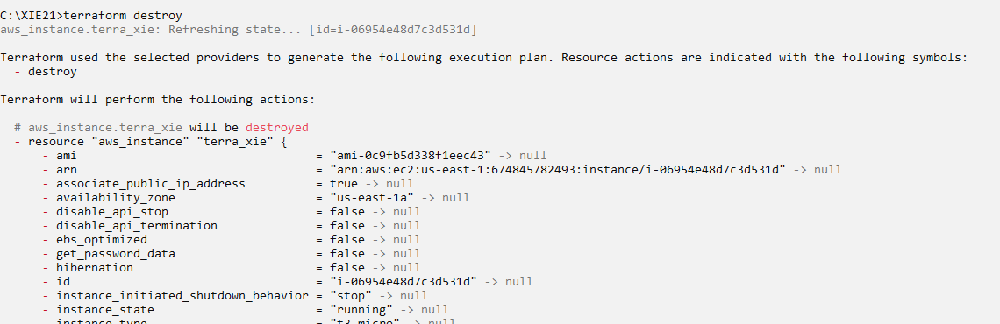 C:\XIE21>terraform destroy
aws_instance.terra_xie: Refreshing state... [id=i-06954e48d7c3d531d]
Terraform used the selected providers to generate the following execution plan. Resource actions are indicated with the following symbols:
- destroy
Terraform will perform the following actions:
# aws_instance.terra_xie will be destroyed
- resource "aws_instance" "terra_xie" {
- ami = "ami-0c9fb5d338f1eec43" -> null
- arn = "arn:aws:ec2:us-east-1:674845782493:instance/i-06954e48d7c3d531d" -> null
- associate_public_ip_address = true -> null
- availability_zone = "us-east-1a" -> null
- disable_api_stop = false -> null
- disable_api_termination = false -> null
- ebs_optimized = false -> null
- get_password_data = false -> null
- hibernation = false -> null
- id = "i-06954e48d7c3d531d" -> null
- instance_initiated_shutdown_behavior = "stop" -> null
- instance_state = "running" -> null
- instance_type = "t3.micro" -> null